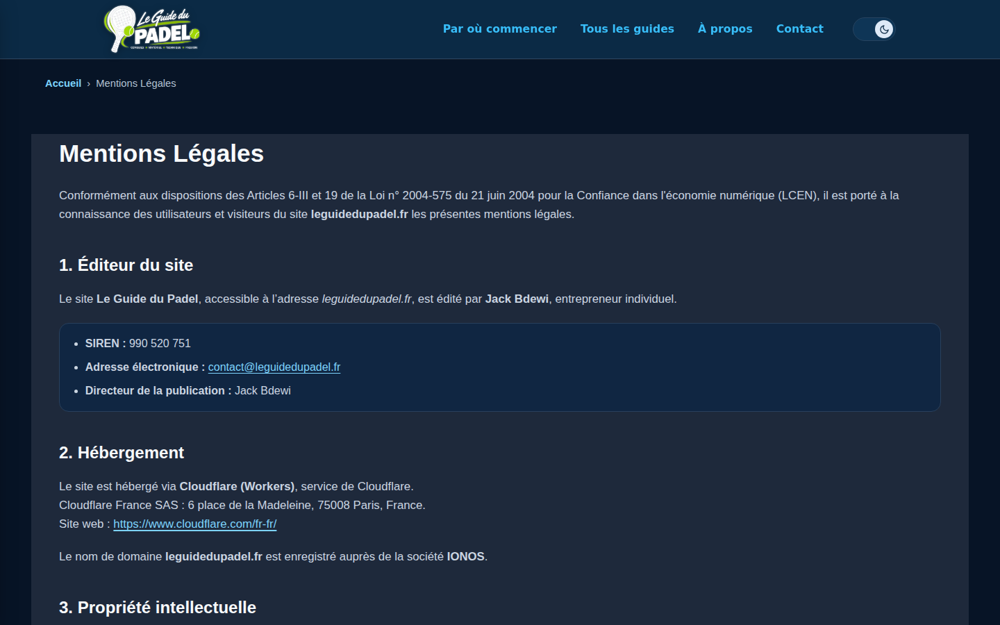 Le Guide du
PADEL
Par où commencer
Tous les guides
À propos
Contact
Accueil › Mentions Légales
Mentions Légales
Conformément aux dispositions des Articles 6-III et 19 de la Loi n° 2004-575 du 21 juin 2004 pour la Confiance dans l'économie numérique (LCEN), il est porté à la
connaissance des utilisateurs et visiteurs du site leguidedupadel.fr les présentes mentions légales.
1. Éditeur du site
Le site Le Guide du Padel, accessible à l’adresse leguidedupadel.fr, est édité par Jack Bdewi, entrepreneur individuel.
• SIREN : 990 520 751
• Adresse électronique : contact@leguidedupadel.fr
• Directeur de la publication : Jack Bdewi
2. Hébergement
Le site est hébergé via Cloudflare (Workers), service de Cloudflare.
Cloudflare France SAS : 6 place de la Madeleine, 75008 Paris, France.
Site web : https://www.cloudflare.com/fr-fr/
Le nom de domaine leguidedupadel.fr est enregistré auprès de la société IONOS.
3. Propriété intellectuelle